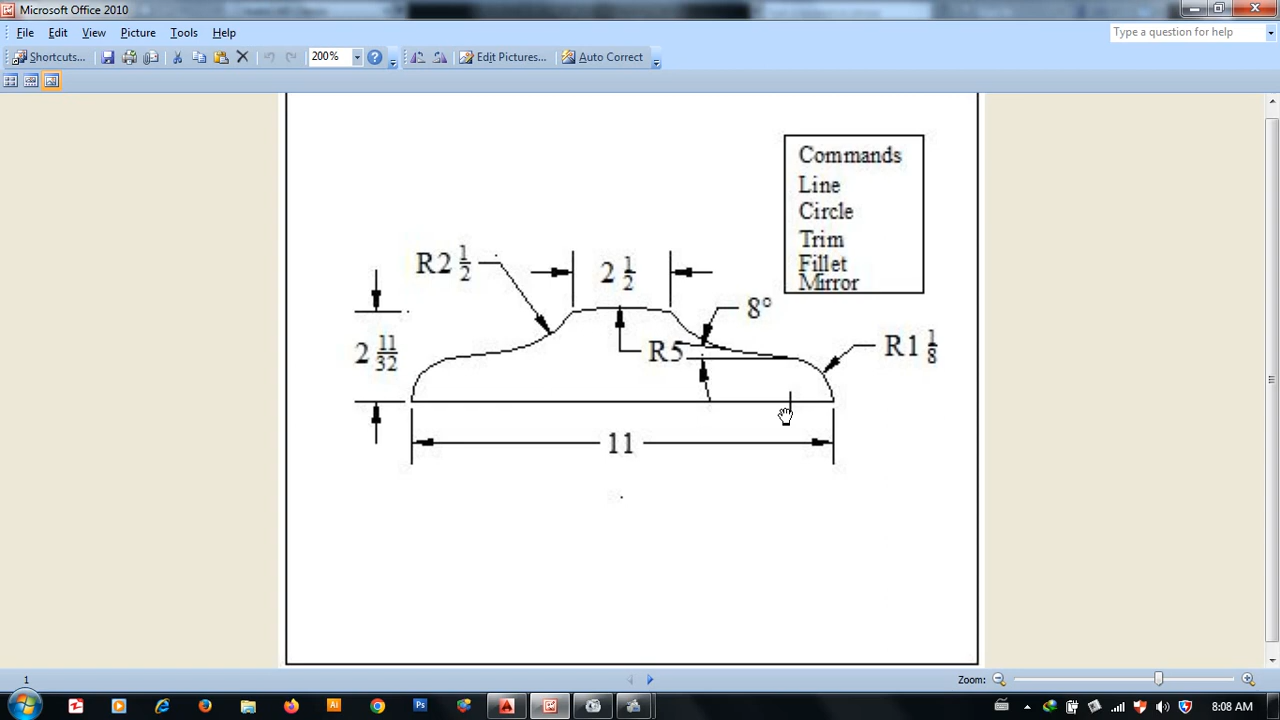 Microsoft Office 2010
File Edit View Picture Tools Help
Type a question for help
Shortcuts... 200% Edit Pictures... Auto Correct
Commands
Line
Circle
Trim
Fillet
Mirror
R2 1/2
2 1/2
8°
2 11/32
R5
R1 1/8
11
1
Zoom:
8:08 AM